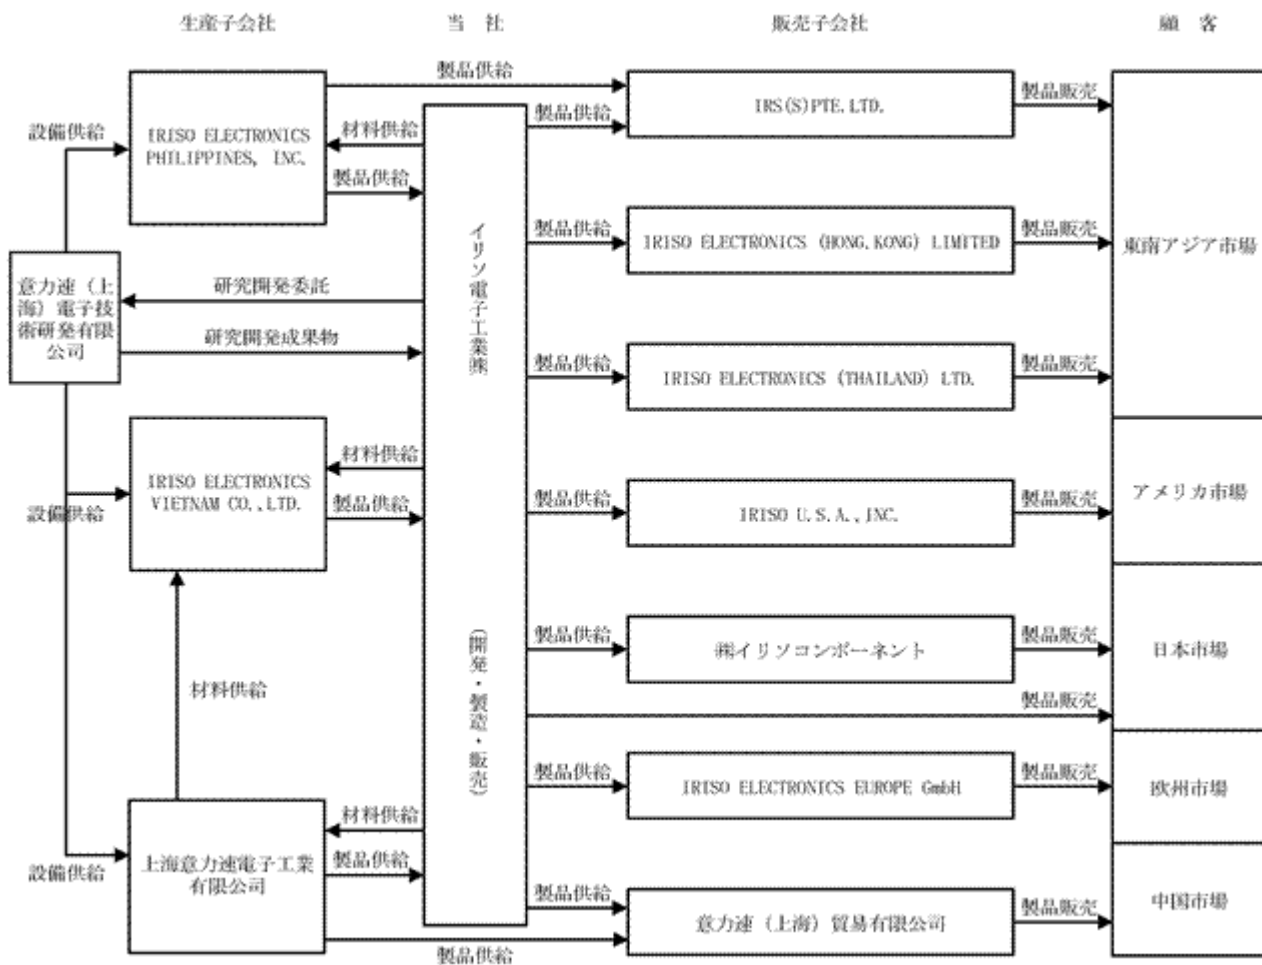 生産子会社
当　社
販売子会社
顧　客
製品供給
IRS(S)PTE.LTD.
製品販売
設備供給
IRISO ELECTRONICS
PHILIPPINES, INC.
材料供給
製品供給
製品供給
製品供給
IRISO ELECTRONICS (HONG.KONG) LIMITED
製品販売
東南アジア市場
イリソ電子工業㈱
(開発・製造・販売)
意力速（上
海）電子技
術研発有限
公司
研究開発委託
研究開発成果物
製品供給
IRISO ELECTRONICS (THAILAND) LTD.
製品販売
材料供給
IRISO ELECTRONICS
VIETNAM CO.,LTD.
設備供給
製品供給
製品供給
IRISO U.S.A.,INC.
製品販売
アメリカ市場
製品供給
㈱イリソコンポーネント
製品販売
日本市場
材料供給
製品販売
製品供給
IRISO ELECTRONICS EUROPE GmbH
製品販売
欧州市場
材料供給
設備供給
上海意力速電子工業
有限公司
製品供給
製品供給
意力速（上海）貿易有限公司
製品販売
中国市場
製品供給